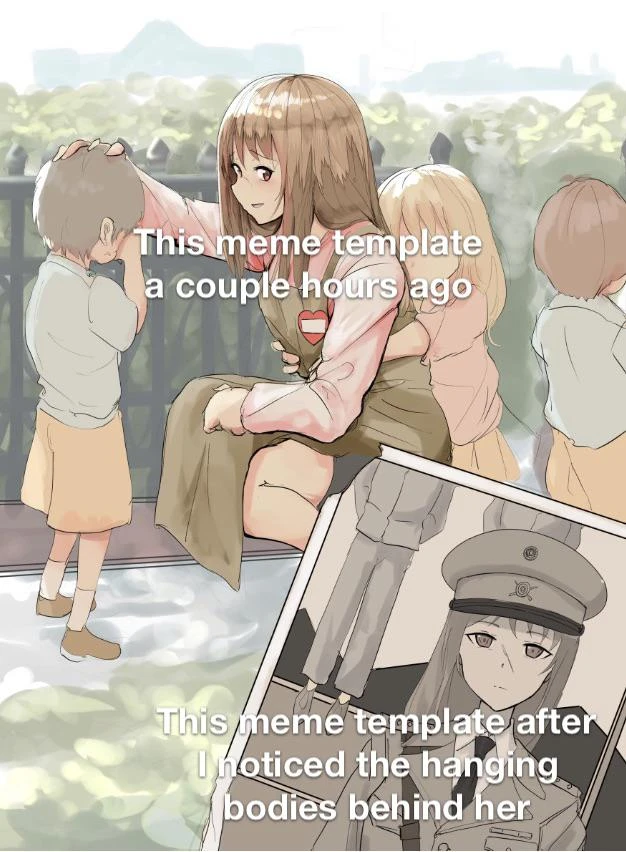 This meme template
a couple hours ago
This meme template after
I noticed the hanging
bodies behind her